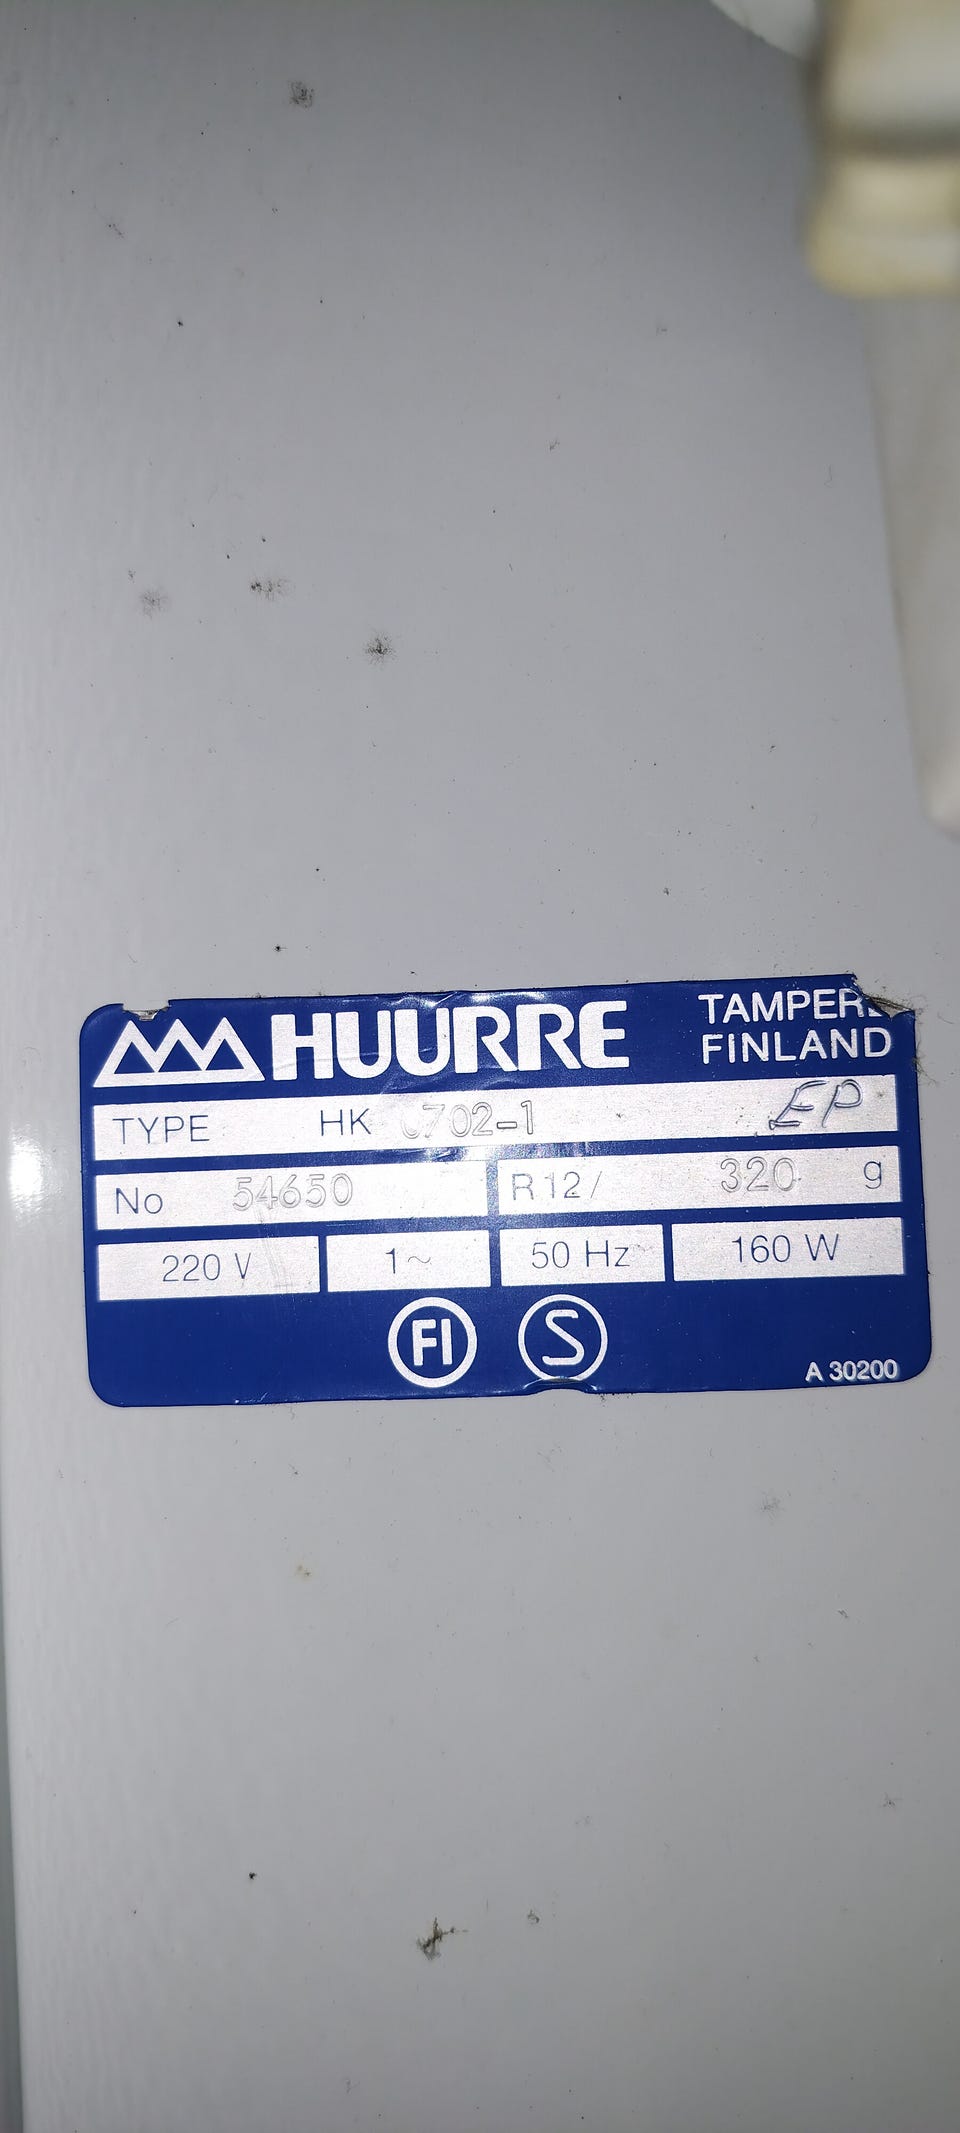 HUURRE
TAMPERE
FINLAND
TYPE HK 0702-1 EP
No 54650 R12/ 320 g
220 V 1~ 50 Hz 160 W
FI S
A 30200